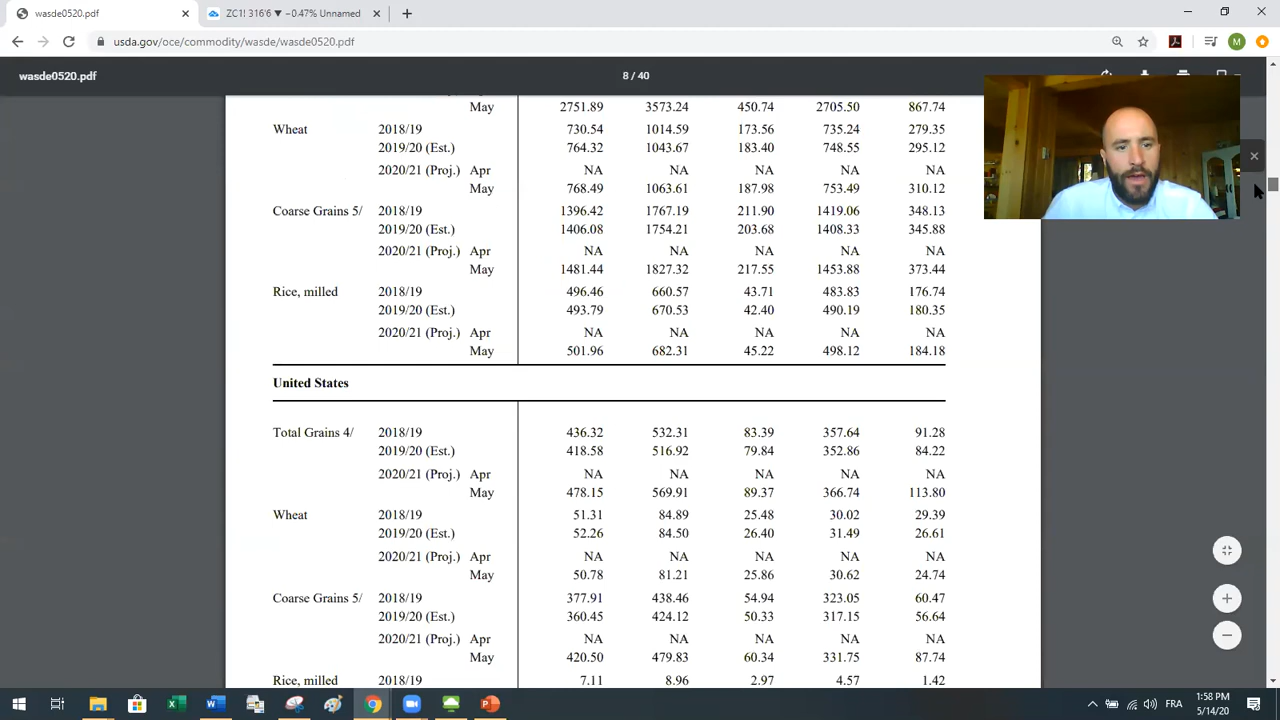 wasde0520.pdf ZC1! 316'6 ▼ −0.47% Unnamed
usda.gov/oce/commodity/wasde/wasde0520.pdf M
wasde0520.pdf 8 / 40
May 2751.89 3573.24 450.74 2705.50 867.74
Wheat 2018/19 730.54 1014.59 173.56 735.24 279.35
2019/20 (Est.) 764.32 1043.67 183.40 748.55 295.12
2020/21 (Proj.) Apr NA NA NA NA NA
May 768.49 1063.61 187.98 753.49 310.12
Coarse Grains 5/ 2018/19 1396.42 1767.19 211.90 1419.06 348.13
2019/20 (Est.) 1406.08 1754.21 203.68 1408.33 345.88
2020/21 (Proj.) Apr NA NA NA NA NA
May 1481.44 1827.32 217.55 1453.88 373.44
Rice, milled 2018/19 496.46 660.57 43.71 483.83 176.74
2019/20 (Est.) 493.79 670.53 42.40 490.19 180.35
2020/21 (Proj.) Apr NA NA NA NA NA
May 501.96 682.31 45.22 498.12 184.18
United States
Total Grains 4/ 2018/19 436.32 532.31 83.39 357.64 91.28
2019/20 (Est.) 418.58 516.92 79.84 352.86 84.22
2020/21 (Proj.) Apr NA NA NA NA NA
May 478.15 569.91 89.37 366.74 113.80
Wheat 2018/19 51.31 84.89 25.48 30.02 29.39
2019/20 (Est.) 52.26 84.50 26.40 31.49 26.61
2020/21 (Proj.) Apr NA NA NA NA NA
May 50.78 81.21 25.86 30.62 24.74
Coarse Grains 5/ 2018/19 377.91 438.46 54.94 323.05 60.47
2019/20 (Est.) 360.45 424.12 50.33 317.15 56.64
2020/21 (Proj.) Apr NA NA NA NA NA
May 420.50 479.83 60.34 331.75 87.74
Rice, milled 2018/19 7.11 8.96 2.97 4.57 1.42
FRA 1:58 PM
5/14/20